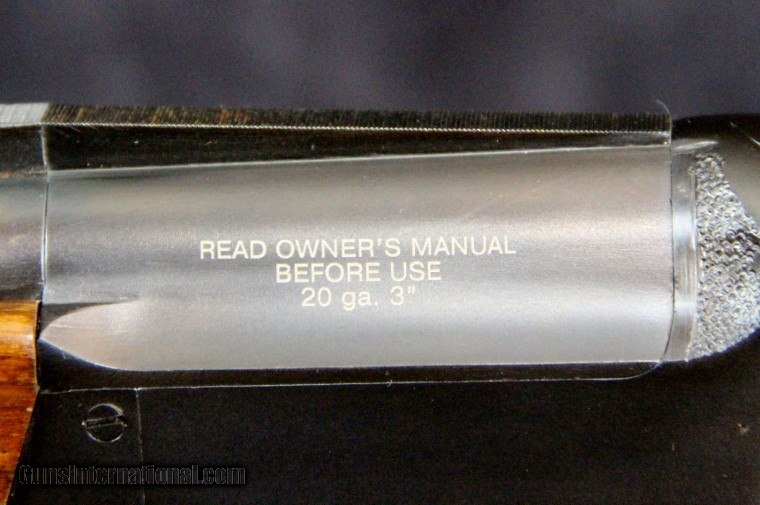 READ OWNER'S MANUAL
BEFORE USE
20 ga. 3"
GunsInternational.com